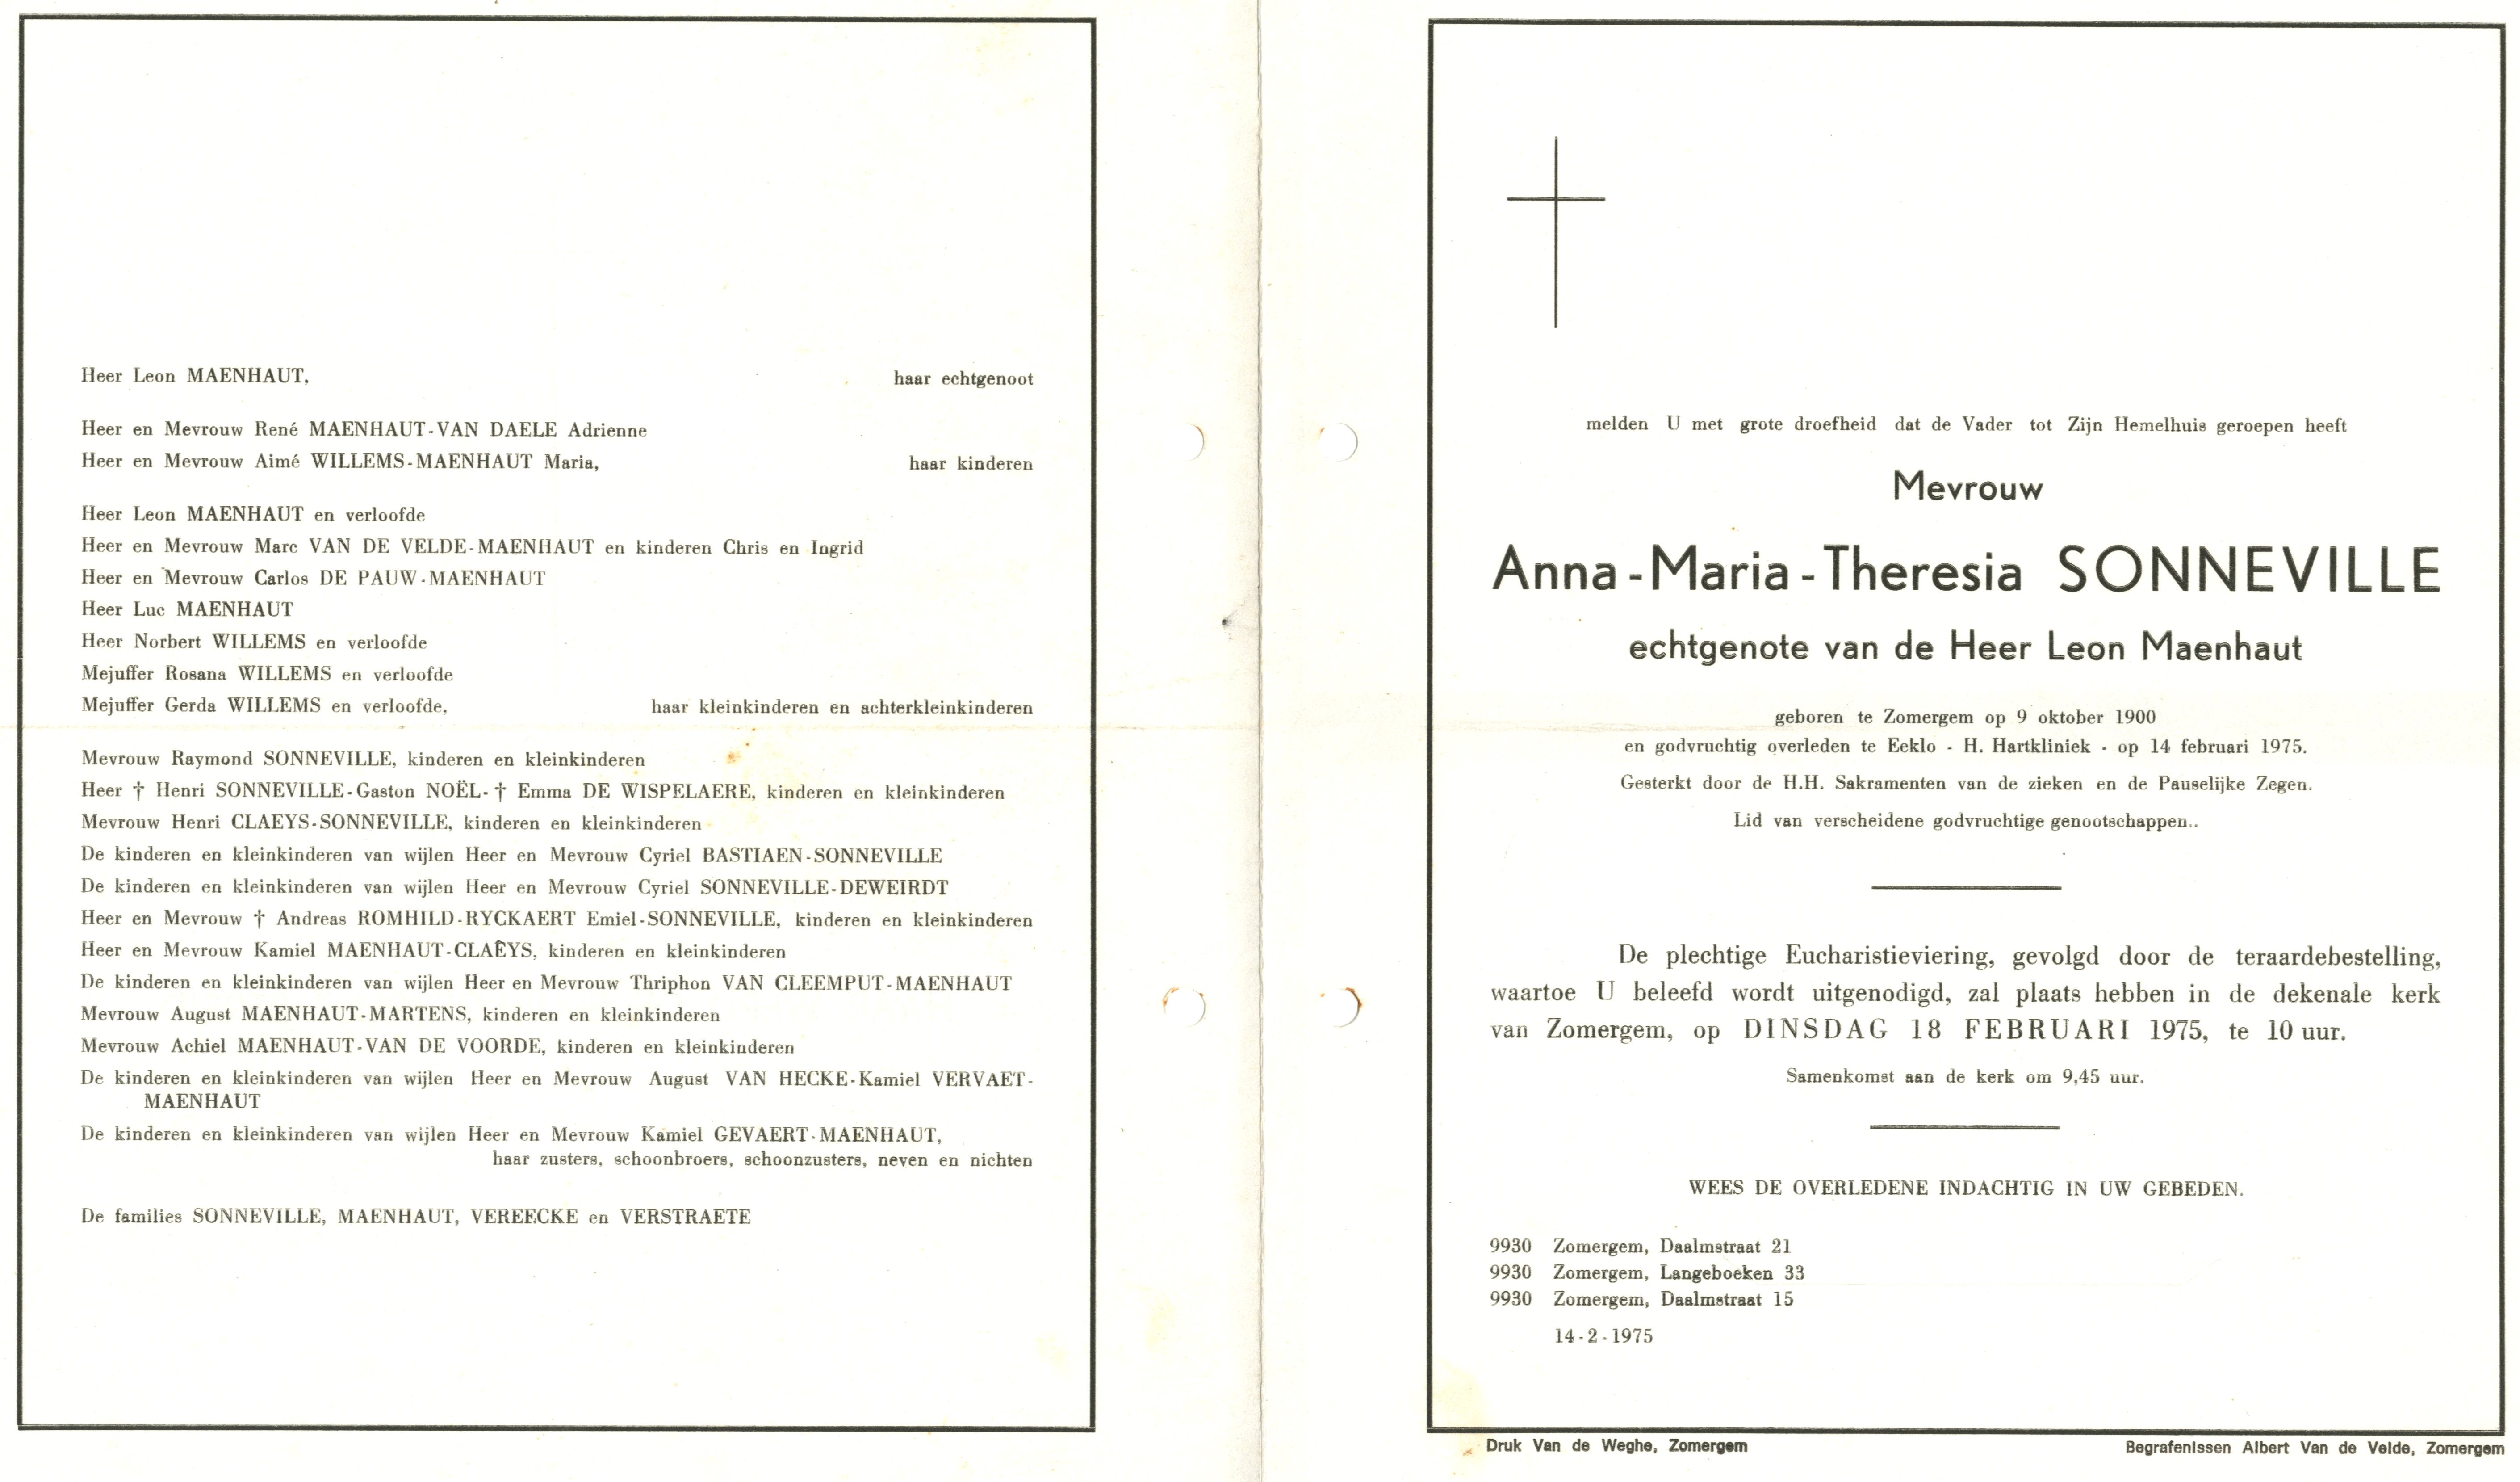 Heer Leon MAENHAUT, haar echtgenoot
Heer en Mevrouw René MAENHAUT-VAN DAELE Adrienne
Heer en Mevrouw Aimé WILLEMS-MAENHAUT Maria, haar kinderen
Heer Leon MAENHAUT en verloofde
Heer en Mevrouw Marc VAN DE VELDE-MAENHAUT en kinderen Chris en Ingrid
Heer en Mevrouw Carlos DE PAUW-MAENHAUT
Heer Luc MAENHAUT
Heer Norbert WILLEMS en verloofde
Mejuffer Rosana WILLEMS en verloofde
Mejuffer Gerda WILLEMS en verloofde, haar kleinkinderen en achterkleinkinderen
Mevrouw Raymond SONNEVILLE, kinderen en kleinkinderen
Heer † Henri SONNEVILLE-Gaston NOËL-† Emma DE WISPELAERE, kinderen en kleinkinderen
Mevrouw Henri CLAEYS-SONNEVILLE, kinderen en kleinkinderen
De kinderen en kleinkinderen van wijlen Heer en Mevrouw Cyriel BASTIAEN-SONNEVILLE
De kinderen en kleinkinderen van wijlen Heer en Mevrouw Cyriel SONNEVILLE-DEWEIRDT
Heer en Mevrouw † Andreas ROMHILD-RYCKAERT Emiel-SONNEVILLE, kinderen en kleinkinderen
Heer en Mevrouw Kamiel MAENHAUT-CLAÊYS, kinderen en kleinkinderen
De kinderen en kleinkinderen van wijlen Heer en Mevrouw Thriphon VAN CLEEMPUT-MAENHAUT
Mevrouw August MAENHAUT-MARTENS, kinderen en kleinkinderen
Mevrouw Achiel MAENHAUT-VAN DE VOORDE, kinderen en kleinkinderen
De kinderen en kleinkinderen van wijlen Heer en Mevrouw August VAN HECKE-Kamiel VERVAET-
MAENHAUT
De kinderen en kleinkinderen van wijlen Heer en Mevrouw Kamiel GEVAERT-MAENHAUT,
haar zusters, schoonbroers, schoonzusters, neven en nichten
De families SONNEVILLE, MAENHAUT, VEREECKE en VERSTRAETE
melden U met grote droefheid dat de Vader tot Zijn Hemelhuis geroepen heeft
Mevrouw
Anna-Maria-Theresia SONNEVILLE
echtgenote van de Heer Leon Maenhaut
geboren te Zomergem op 9 oktober 1900
en godvruchtig overleden te Eeklo - H. Hartkliniek - op 14 februari 1975.
Gesterkt door de H.H. Sakramenten van de zieken en de Pauselijke Zegen.
Lid van verscheidene godvruchtige genootschappen..
De plechtige Eucharistieviering, gevolgd door de teraardebestelling,
waartoe U beleefd wordt uitgenodigd, zal plaats hebben in de dekenale kerk
van Zomergem, op DINSDAG 18 FEBRUARI 1975, te 10 uur.
Samenkomst aan de kerk om 9,45 uur.
WEES DE OVERLEDENE INDACHTIG IN UW GEBEDEN.
9930 Zomergem, Daalmstraat 21
9930 Zomergem, Langeboeken 33
9930 Zomergem, Daalmstraat 15
14-2-1975
Druk Van de Weghe, Zomergem
Begrafenissen Albert Van de Velde, Zomergem